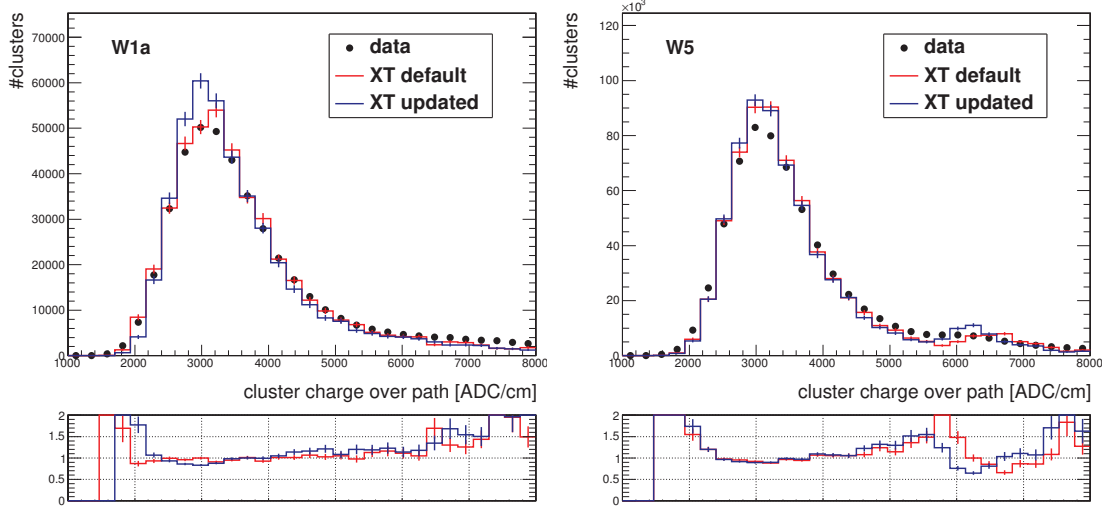 W1a
data
XT default
XT updated
#clusters
70000
60000
50000
40000
30000
20000
10000
0
1000 2000 3000 4000 5000 6000 7000 8000
cluster charge over path [ADC/cm]
2
1.5
1
0.5
0
×10³
W5
data
XT default
XT updated
#clusters
120
100
80
60
40
20
0
1000 2000 3000 4000 5000 6000 7000 8000
cluster charge over path [ADC/cm]
2
1.5
1
0.5
0